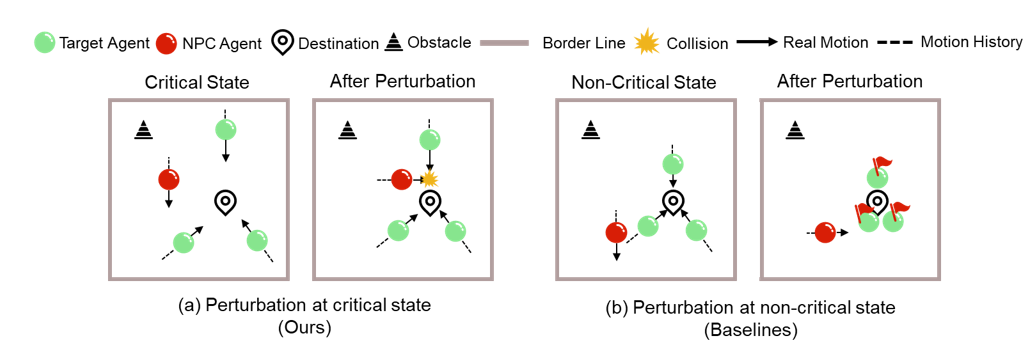 Target Agent NPC Agent Destination Obstacle Border Line Collision Real Motion Motion History
Critical State After Perturbation Non-Critical State After Perturbation
(a) Perturbation at critical state
(Ours)
(b) Perturbation at non-critical state
(Baselines)